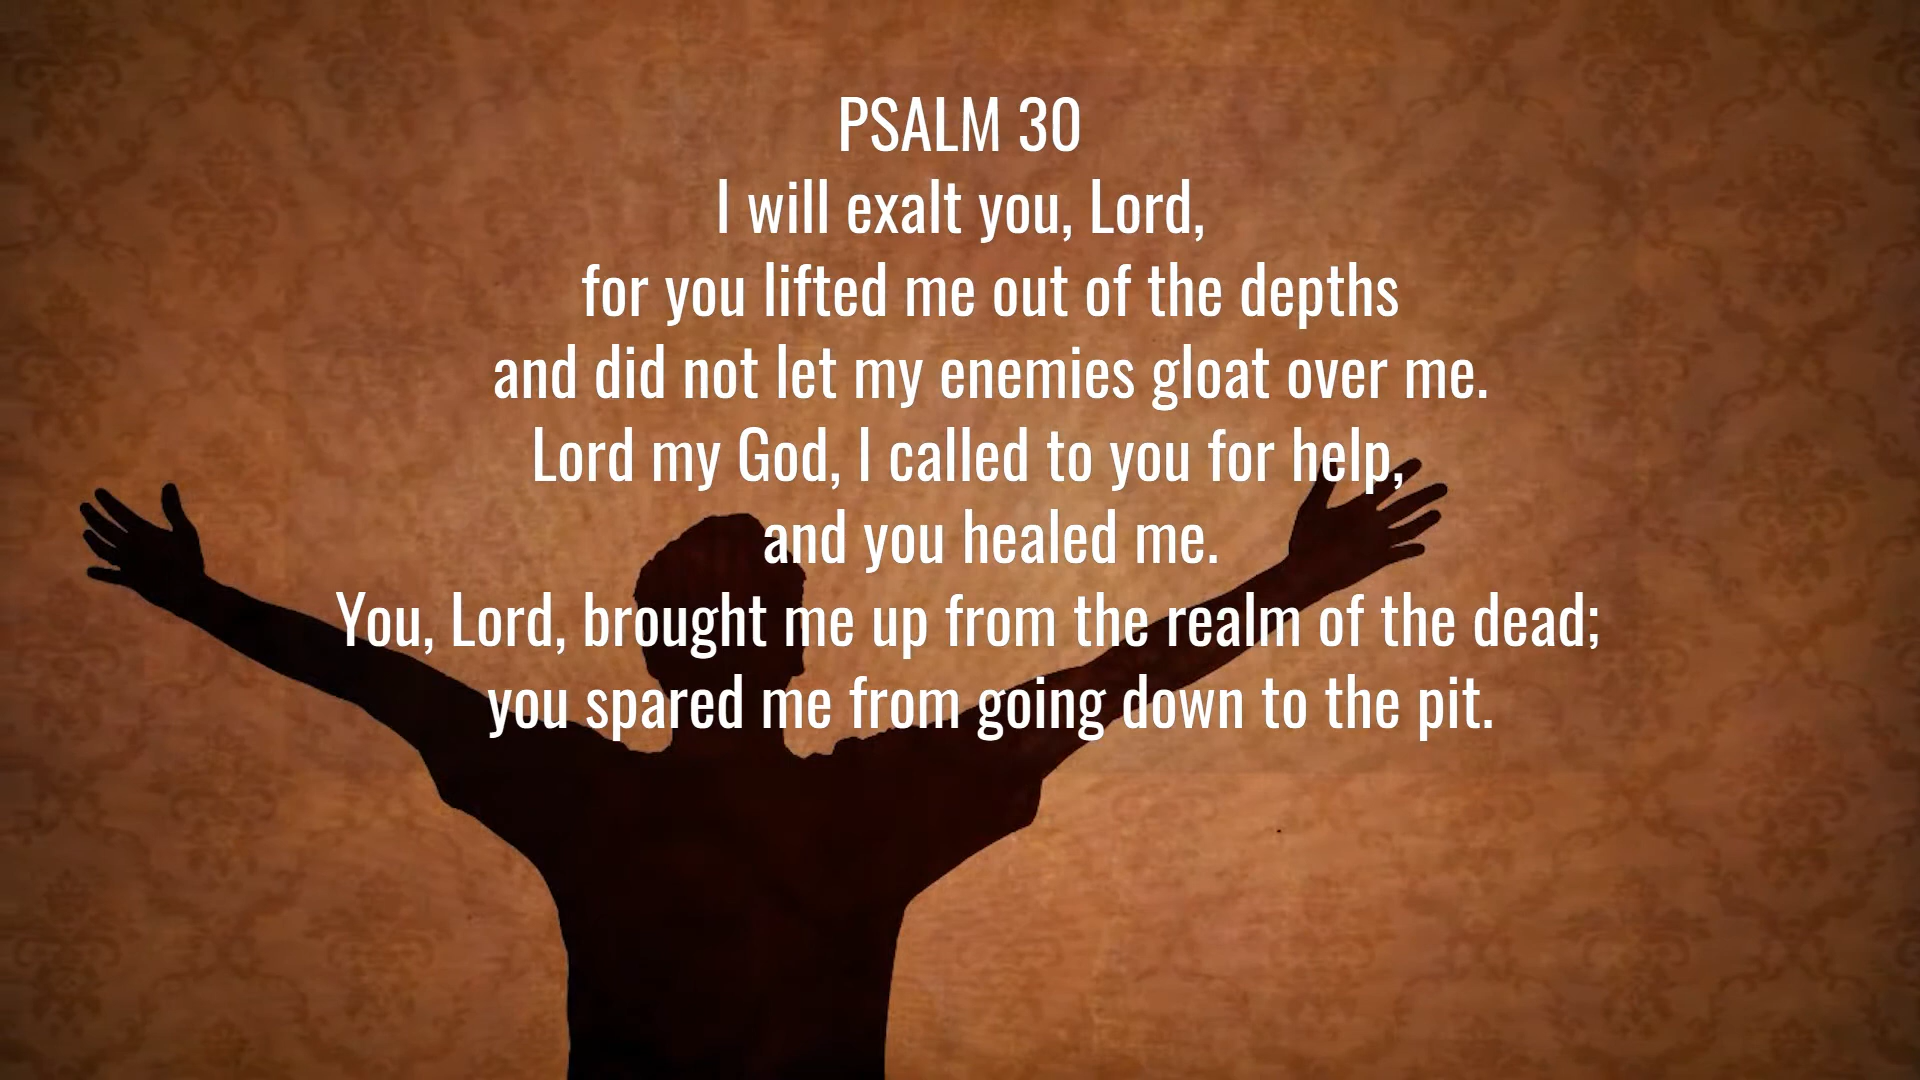 PSALM 30
I will exalt you, Lord,
for you lifted me out of the depths
and did not let my enemies gloat over me.
Lord my God, I called to you for help,
and you healed me.
You, Lord, brought me up from the realm of the dead;
you spared me from going down to the pit.